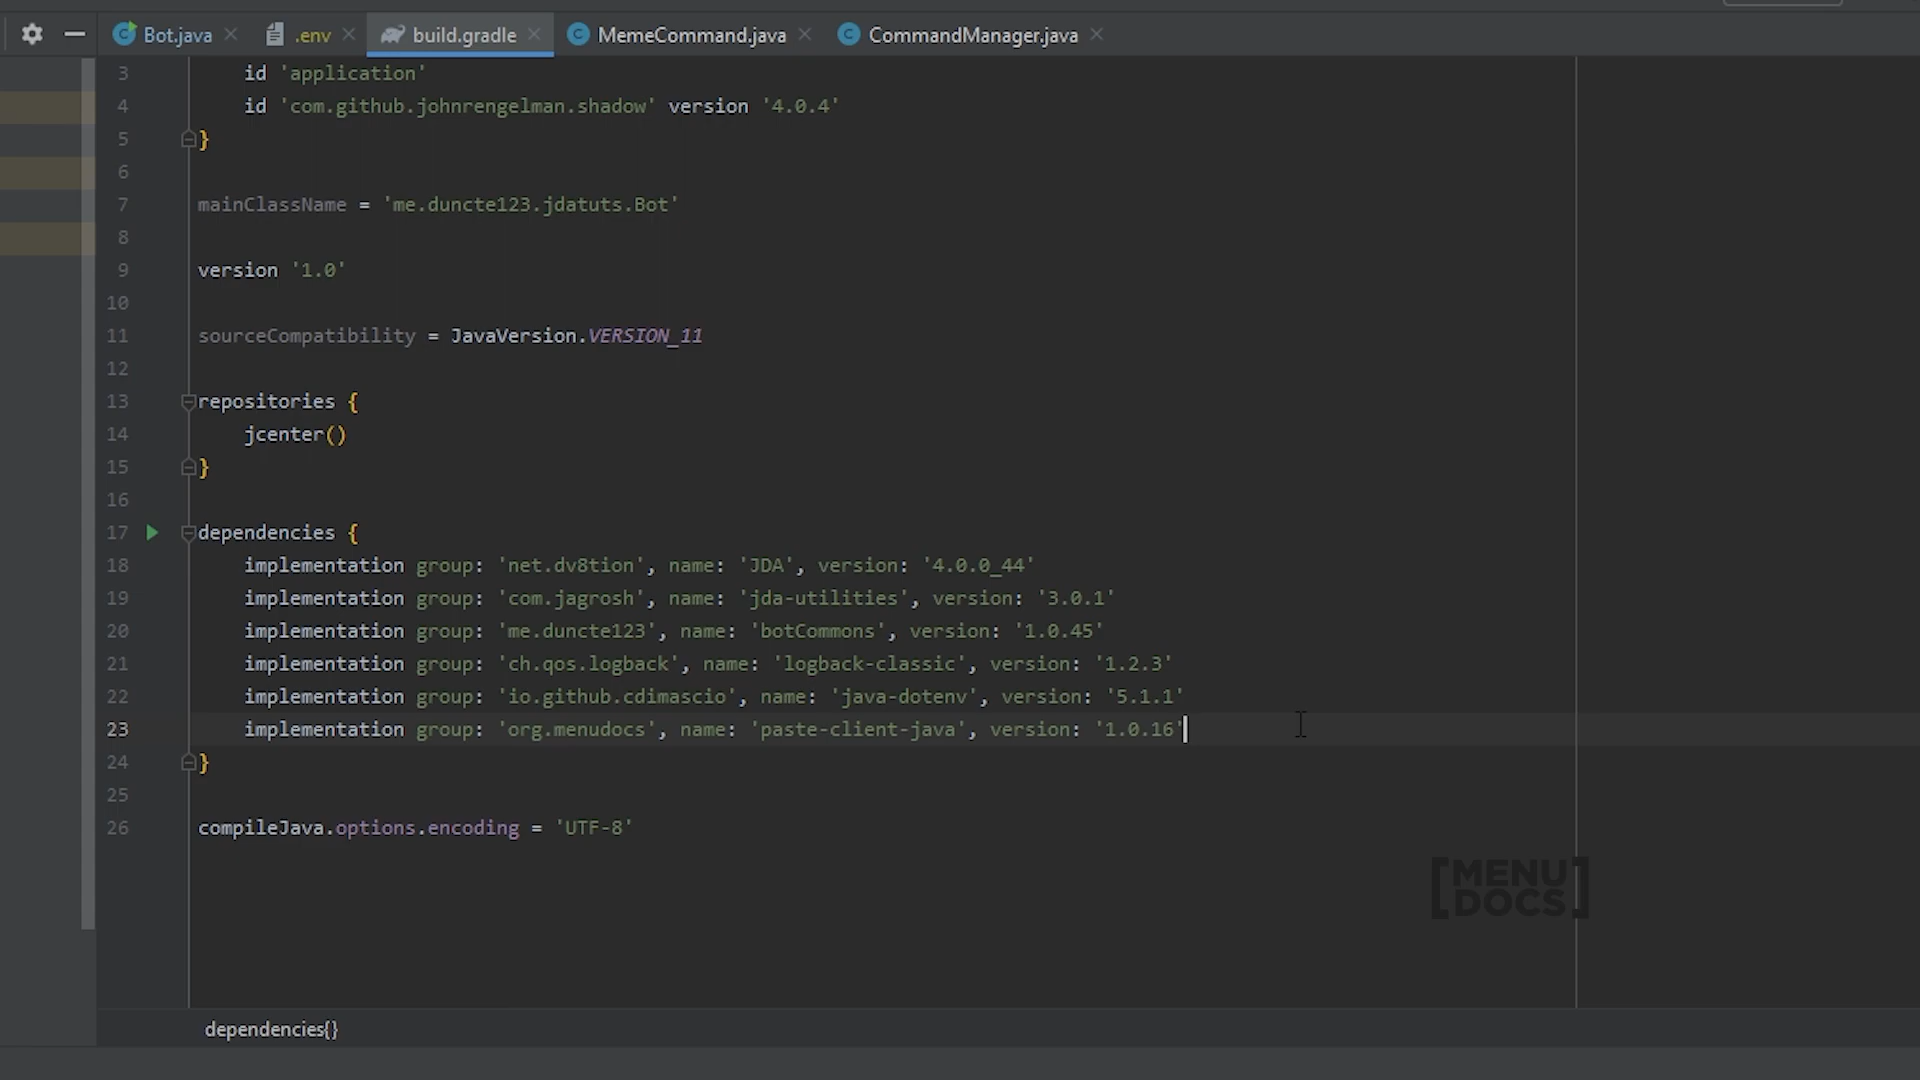 Bot.java
.env
build.gradle
MemeCommand.java
CommandManager.java
3 id 'application'
4 id 'com.github.johnrengelman.shadow' version '4.0.4'
5 }
6
7 mainClassName = 'me.duncte123.jdatuts.Bot'
8
9 version '1.0'
10
11 sourceCompatibility = JavaVersion.VERSION_11
12
13 repositories {
14 jcenter()
15 }
16
17 dependencies {
18 implementation group: 'net.dv8tion', name: 'JDA', version: '4.0.0_44'
19 implementation group: 'com.jagrosh', name: 'jda-utilities', version: '3.0.1'
20 implementation group: 'me.duncte123', name: 'botCommons', version: '1.0.45'
21 implementation group: 'ch.qos.logback', name: 'logback-classic', version: '1.2.3'
22 implementation group: 'io.github.cdimascio', name: 'java-dotenv', version: '5.1.1'
23 implementation group: 'org.menudocs', name: 'paste-client-java', version: '1.0.16'
24 }
25
26 compileJava.options.encoding = 'UTF-8'
[MENU
DOCS]
dependencies{}